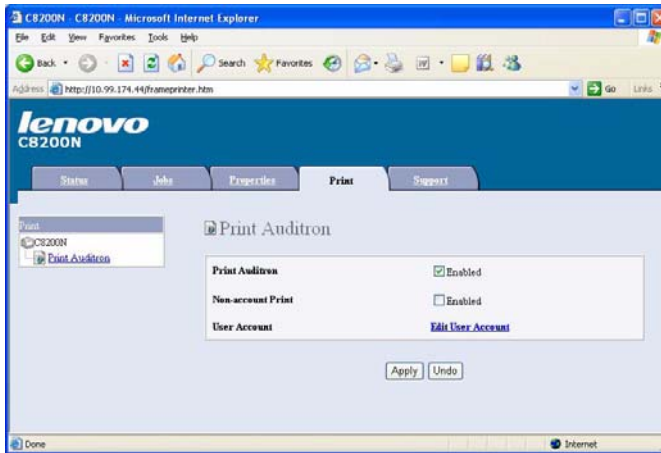 C8200N - C8200N - Microsoft Internet Explorer
File Edit View Favorites Tools Help
Back Search Favorites
Address http://10.99.174.44/frameprinter.htm Go Links
lenovo
C8200N
Status Jobs Properties Print Support
Print
C8200N
Print Auditron
Print Auditron
Print Auditron Enabled
Non-account Print Enabled
User Account Edit User Account
Apply Undo
Done Internet